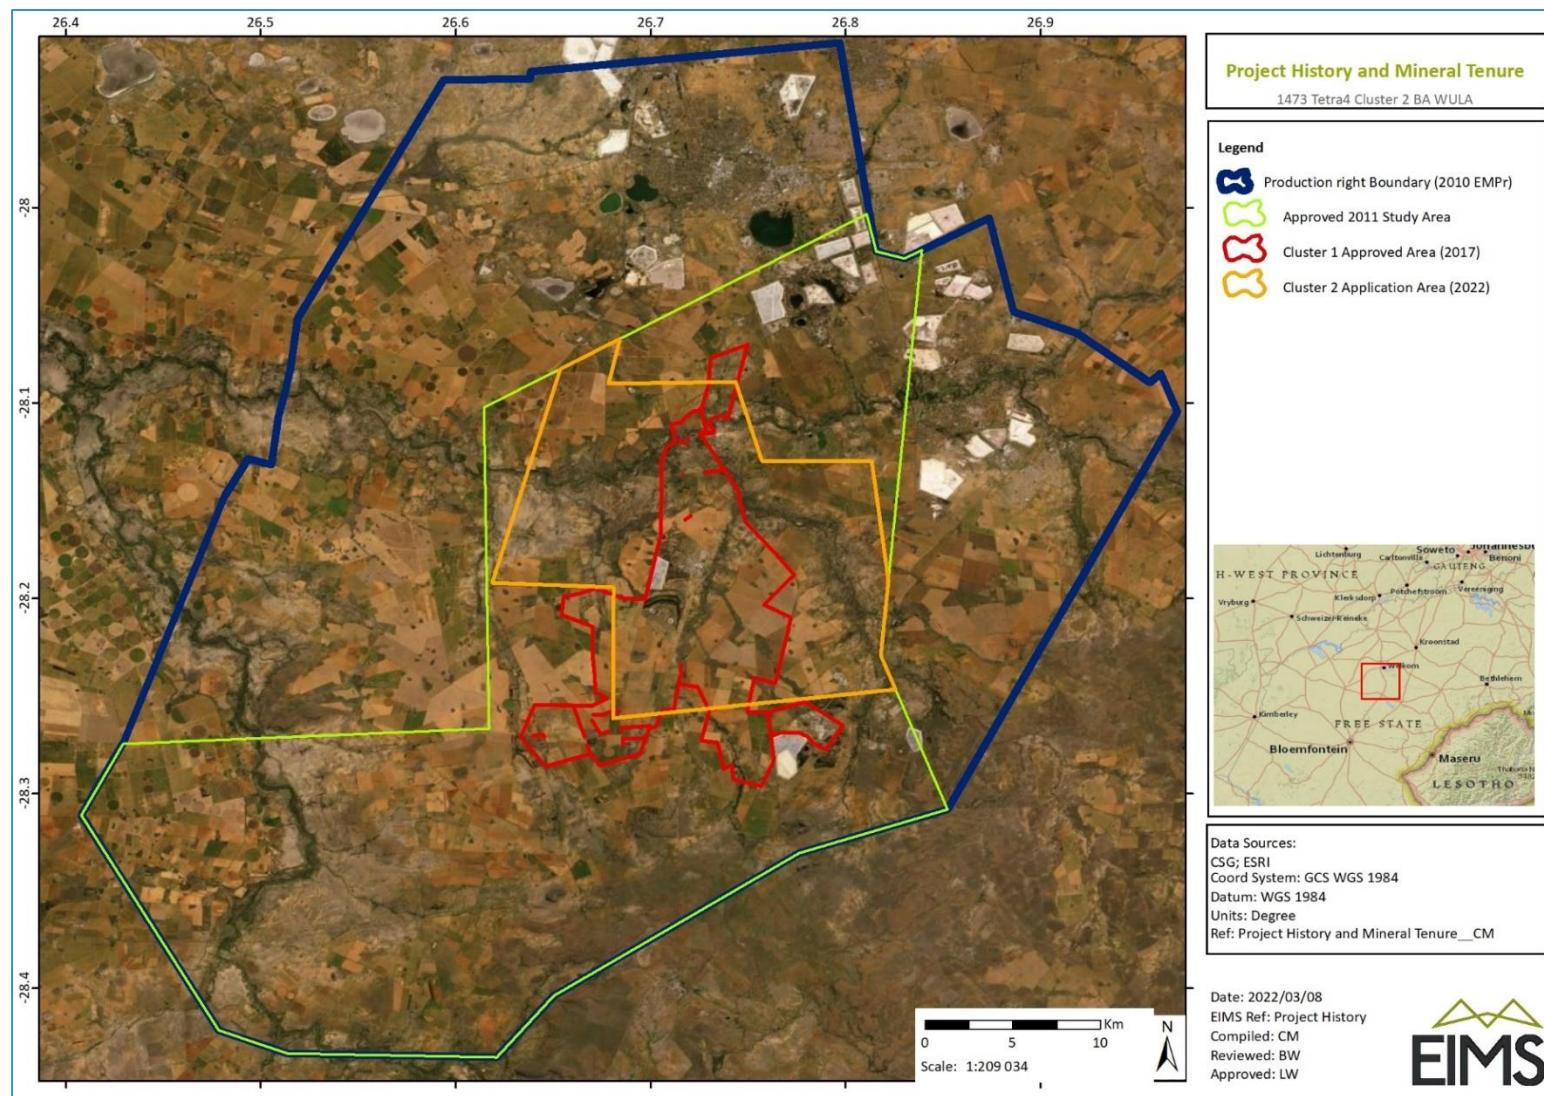 26.4 26.5 26.6 26.7 26.8 26.9
-28
-28.1
-28.2
-28.3
-28.4
Km
0 5 10
Scale: 1:209 034
N
Project History and Mineral Tenure
1473 Tetra4 Cluster 2 BA WULA
Legend
Production right Boundary (2010 EMPr)
Approved 2011 Study Area
Cluster 1 Approved Area (2017)
Cluster 2 Application Area (2022)
Lichtenburg
Carltonville
Soweto
Benoni
GAUTENG
H-WEST PROVINCE
Potchefstroom
Vereeniging
Klerksdorp
Vryburg
Schweizer-Reineke
Kroonstad
Welkom
Bethlehem
Kimberley
FREE STATE
Bloemfontein
Maseru
LESOTHO
Data Sources:
CSG; ESRI
Coord System: GCS WGS 1984
Datum: WGS 1984
Units: Degree
Ref: Project History and Mineral Tenure__CM
Date: 2022/03/08
EIMS Ref: Project History
Compiled: CM
Reviewed: BW
Approved: LW
EIMS